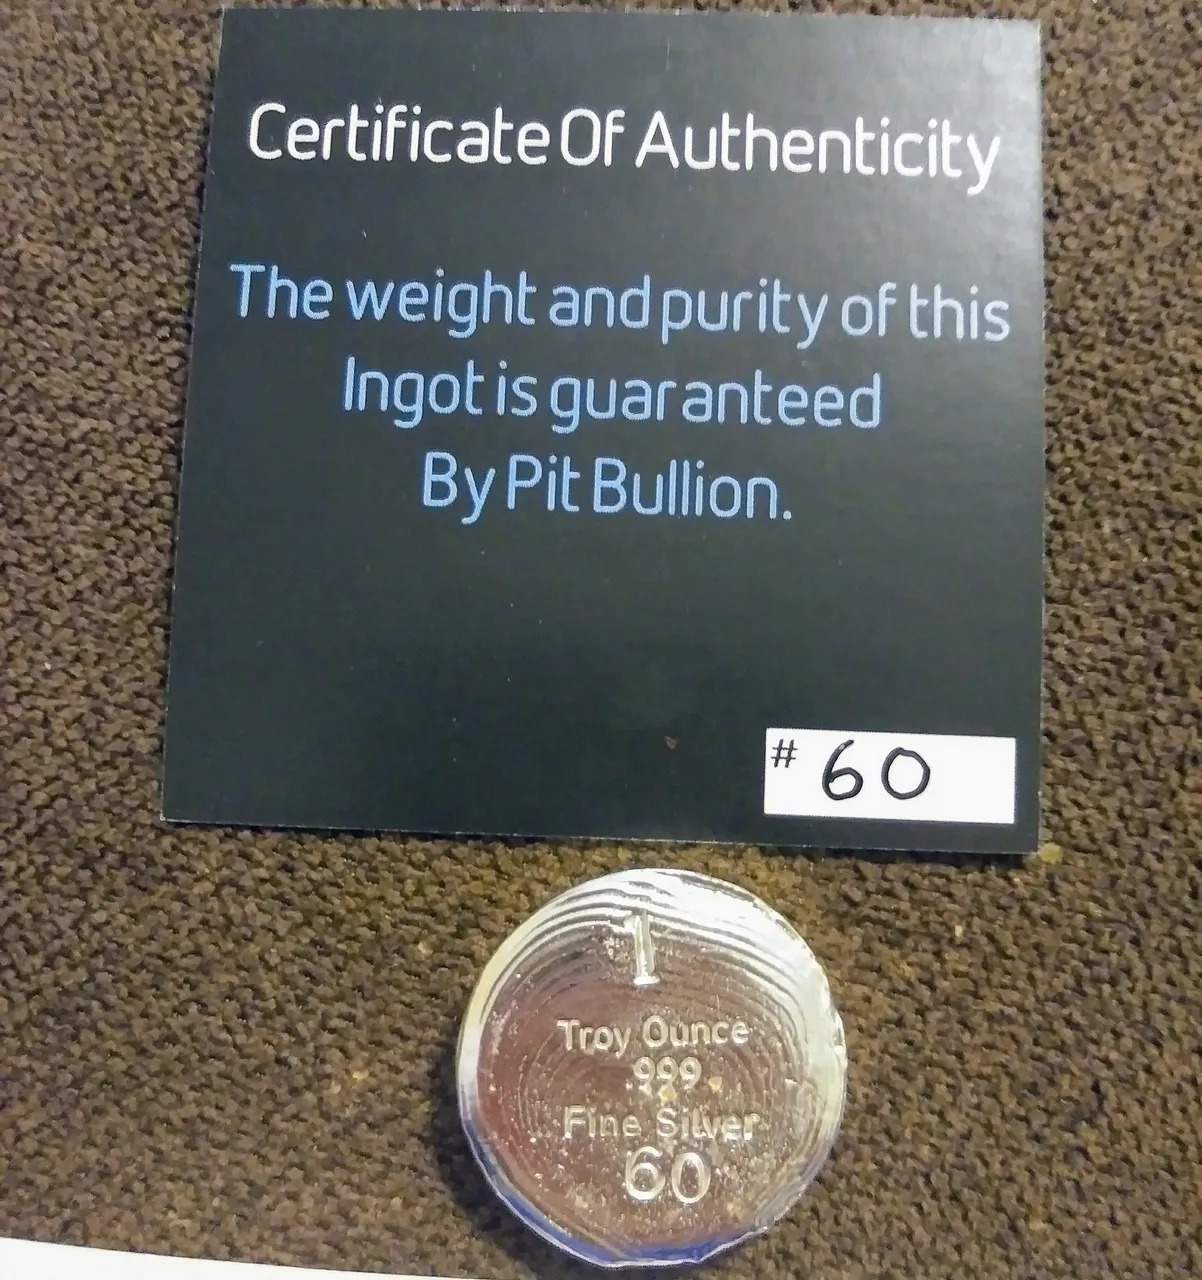 Certificate Of Authenticity
The weight and purity of this
Ingot is guaranteed
By Pit Bullion.
# 60
1
Troy Ounce
999
Fine Silver
60